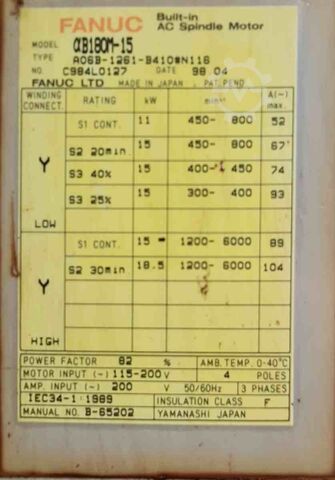 FANUC Built-in AC Spindle Motor
MODEL αB180M-15
TYPE A06B-1261-B410#N116
NO. C984L0127 DATE 98.04
FANUC LTD MADE IN JAPAN, PAT. PEND
WINDING CONNECT. RATING kW min⁻¹ A(~) max.
S1 CONT. 11 450- 800 52
Y S2 20min 15 450- 800 67
S3 40% 15 400- 450 74
S3 25% 15 300- 400 93
LOW
S1 CONT. 15 1200- 6000 89
Y S2 30min 18.5 1200- 6000 104
HIGH
POWER FACTOR 82 % AMB. TEMP. 0-40°C
MOTOR INPUT (~) 115-200 V 4 POLES
AMP. INPUT (~) 200 V 50/60Hz 3 PHASES
IEC34-1:1989 INSULATION CLASS F
MANUAL NO. B-65202 YAMANASHI JAPAN